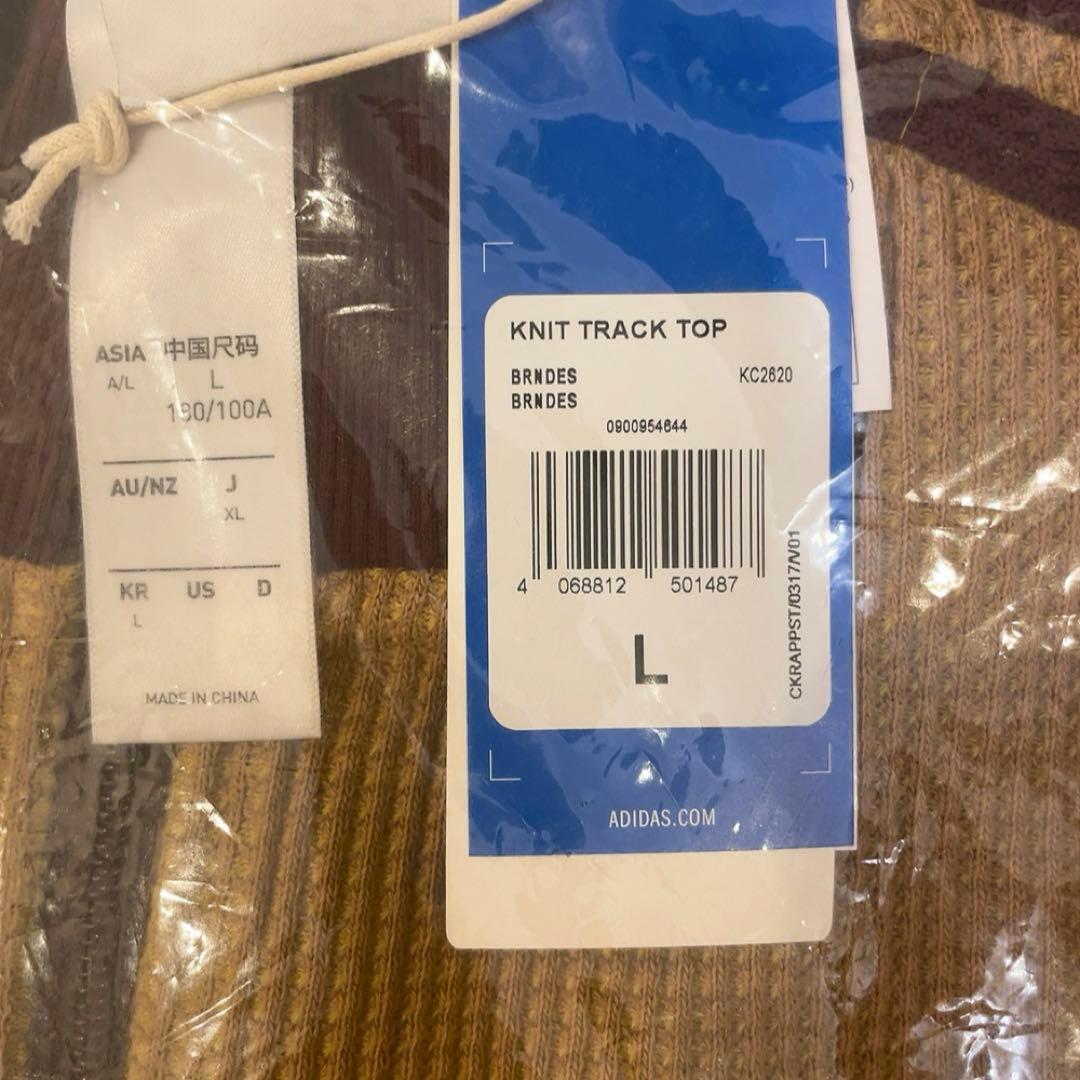 ASIA 中国尺码
A/L L
180/100A
AU/NZ J
XL
KR US D
L
MADE IN CHINA
KNIT TRACK TOP
BRNDES KC2620
BRNDES
0900954644
4 068812 501487
L
CKRAPPST/0317/V01
ADIDAS.COM